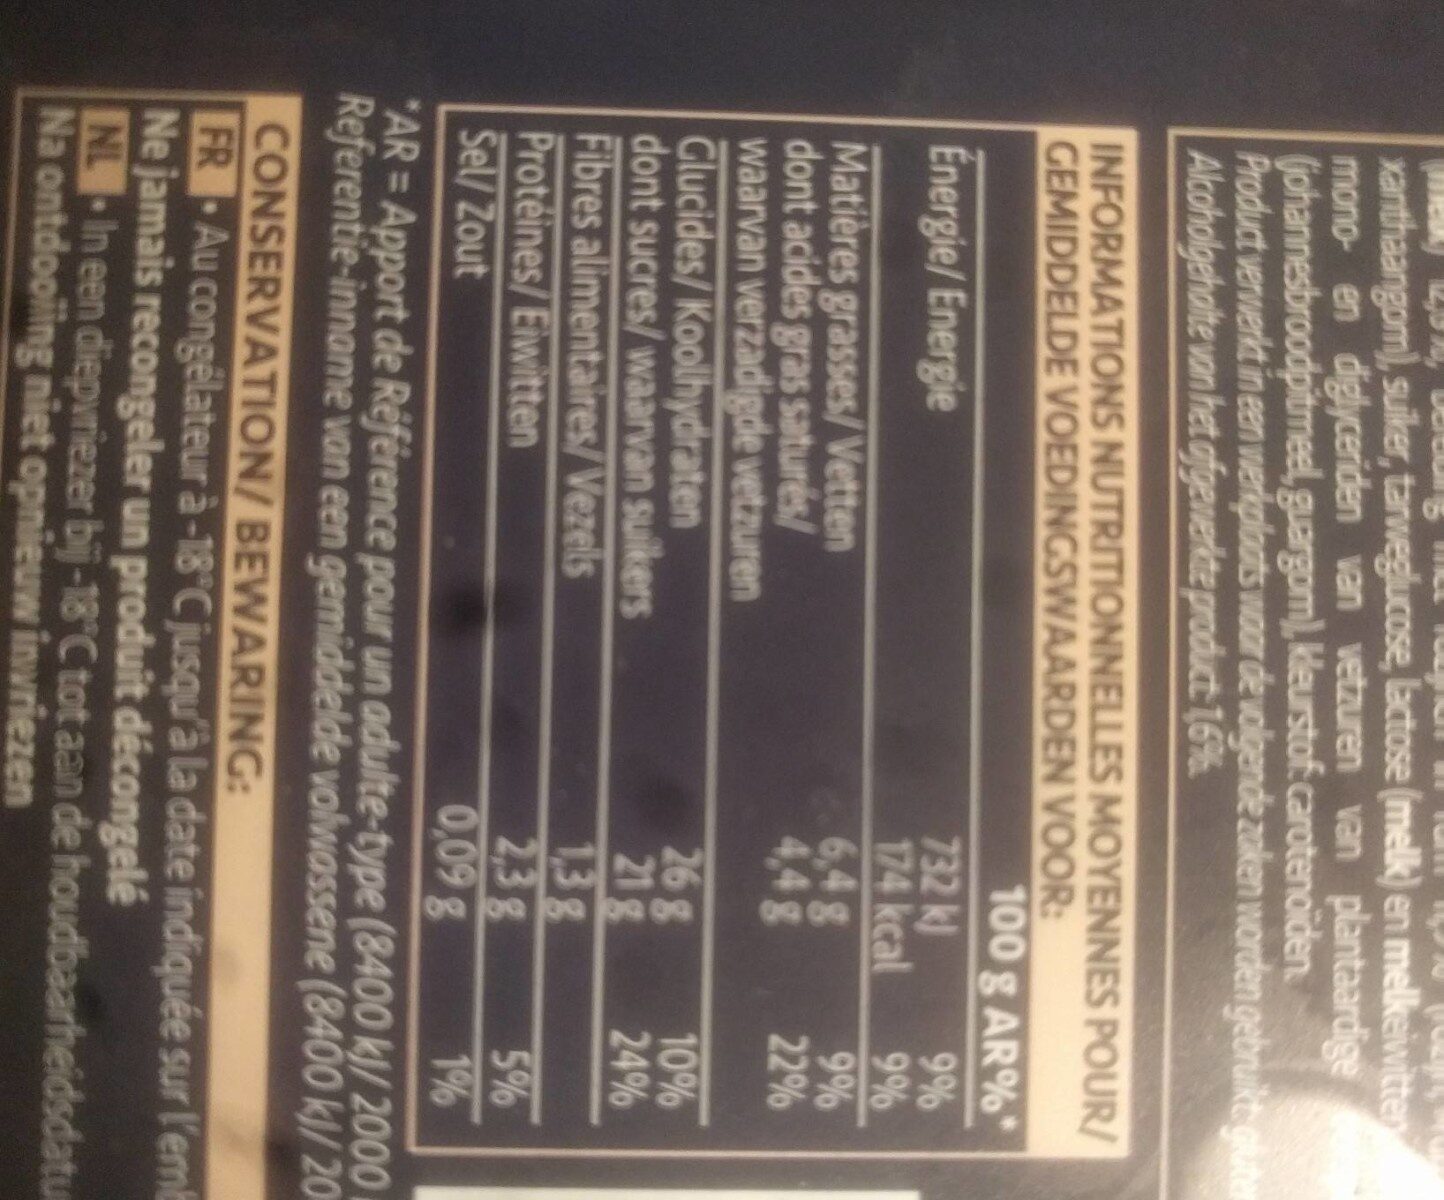 xanthaangom), suiker, tarweglucose, lactose (melk) en melkeiwitten
mono- en diglyceriden van vetzuren van plantaardige
(johannesbroodpitmeel, guargom), kleurstof: carotenoïden.
Product verwerkt in een werkplaats waar de volgende zaken worden gebruikt:
Alcoholgehalte van het afgewerkte product: 1,6%.
INFORMATIONS NUTRITIONNELLES MOYENNES POUR/
GEMIDDELDE VOEDINGSWAARDEN VOOR:
100 g AR%*
Énergie/ Energie 732 kJ 9%
174 kcal 9%
Matières grasses/ Vetten 6,4 g 9%
dont acides gras saturés/ 4,4 g 22%
waarvan verzadigde vetzuren
Glucides/ Koolhydraten 26 g 10%
dont sucres/ waarvan suikers 21 g 24%
Fibres alimentaires/ Vezels 1,3 g
Protéines/ Eiwitten 2,3 g 5%
Sel/ Zout 0,09 g 1%
*AR = Apport de Référence pour un adulte-type (8400 kJ/ 2000
Referentie-inname van een gemiddelde volwassene (8400 kJ/ 20
CONSERVATION/ BEWARING:
FR • Au congélateur à -18°C jusqu'à la date indiquée sur l'em
Ne jamais recongeler un produit décongelé
NL • In een diepvriezer bij -18°C tot aan de houdbaarheidsdatu
Na ontdooiing niet opnieuw invriezen